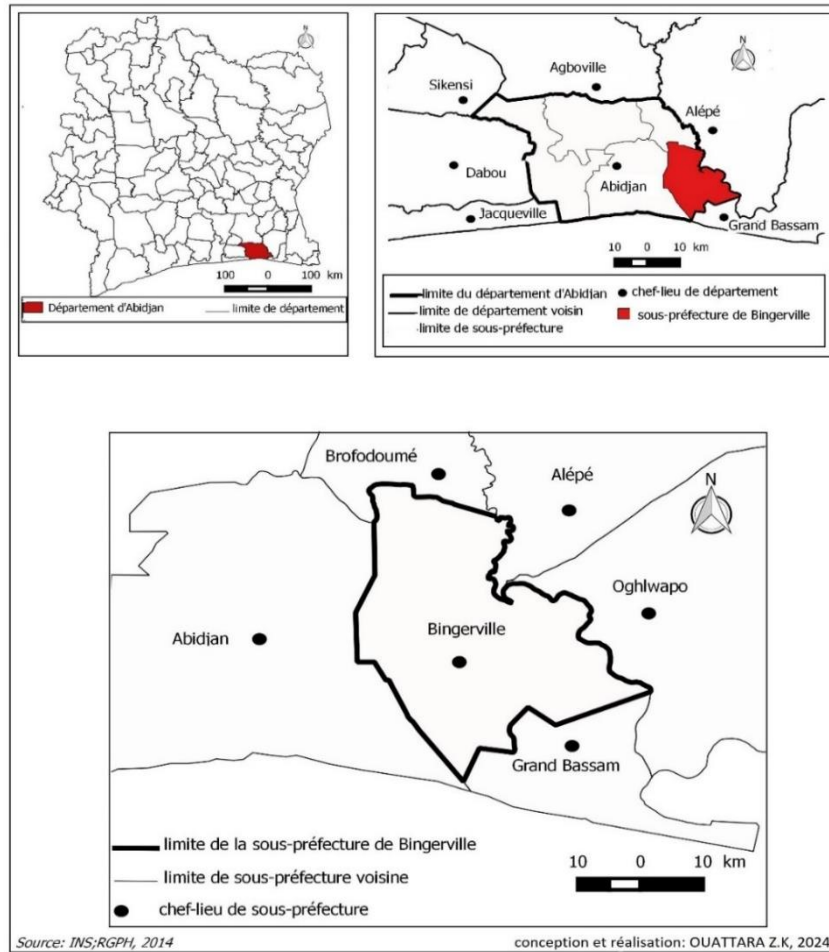 N
100 0 100 km
Département d'Abidjan
limite de département
N
Sikensi
Agboville
Alépé
Dabou
Abidjan
Jacqueville
Grand Bassam
10 0 10 km
limite du département d'Abidjan
chef-lieu de département
limite de département voisin
limite de sous-préfecture
sous-préfecture de Bingerville
Brofodoumé
Alépé
N
Oghlwapo
Abidjan
Bingerville
Grand Bassam
limite de la sous-préfecture de Bingerville
limite de sous-préfecture voisine
chef-lieu de sous-préfecture
10 0 10 km
Source: INS;RGPH, 2014
conception et réalisation: OUATTARA Z.K, 2024